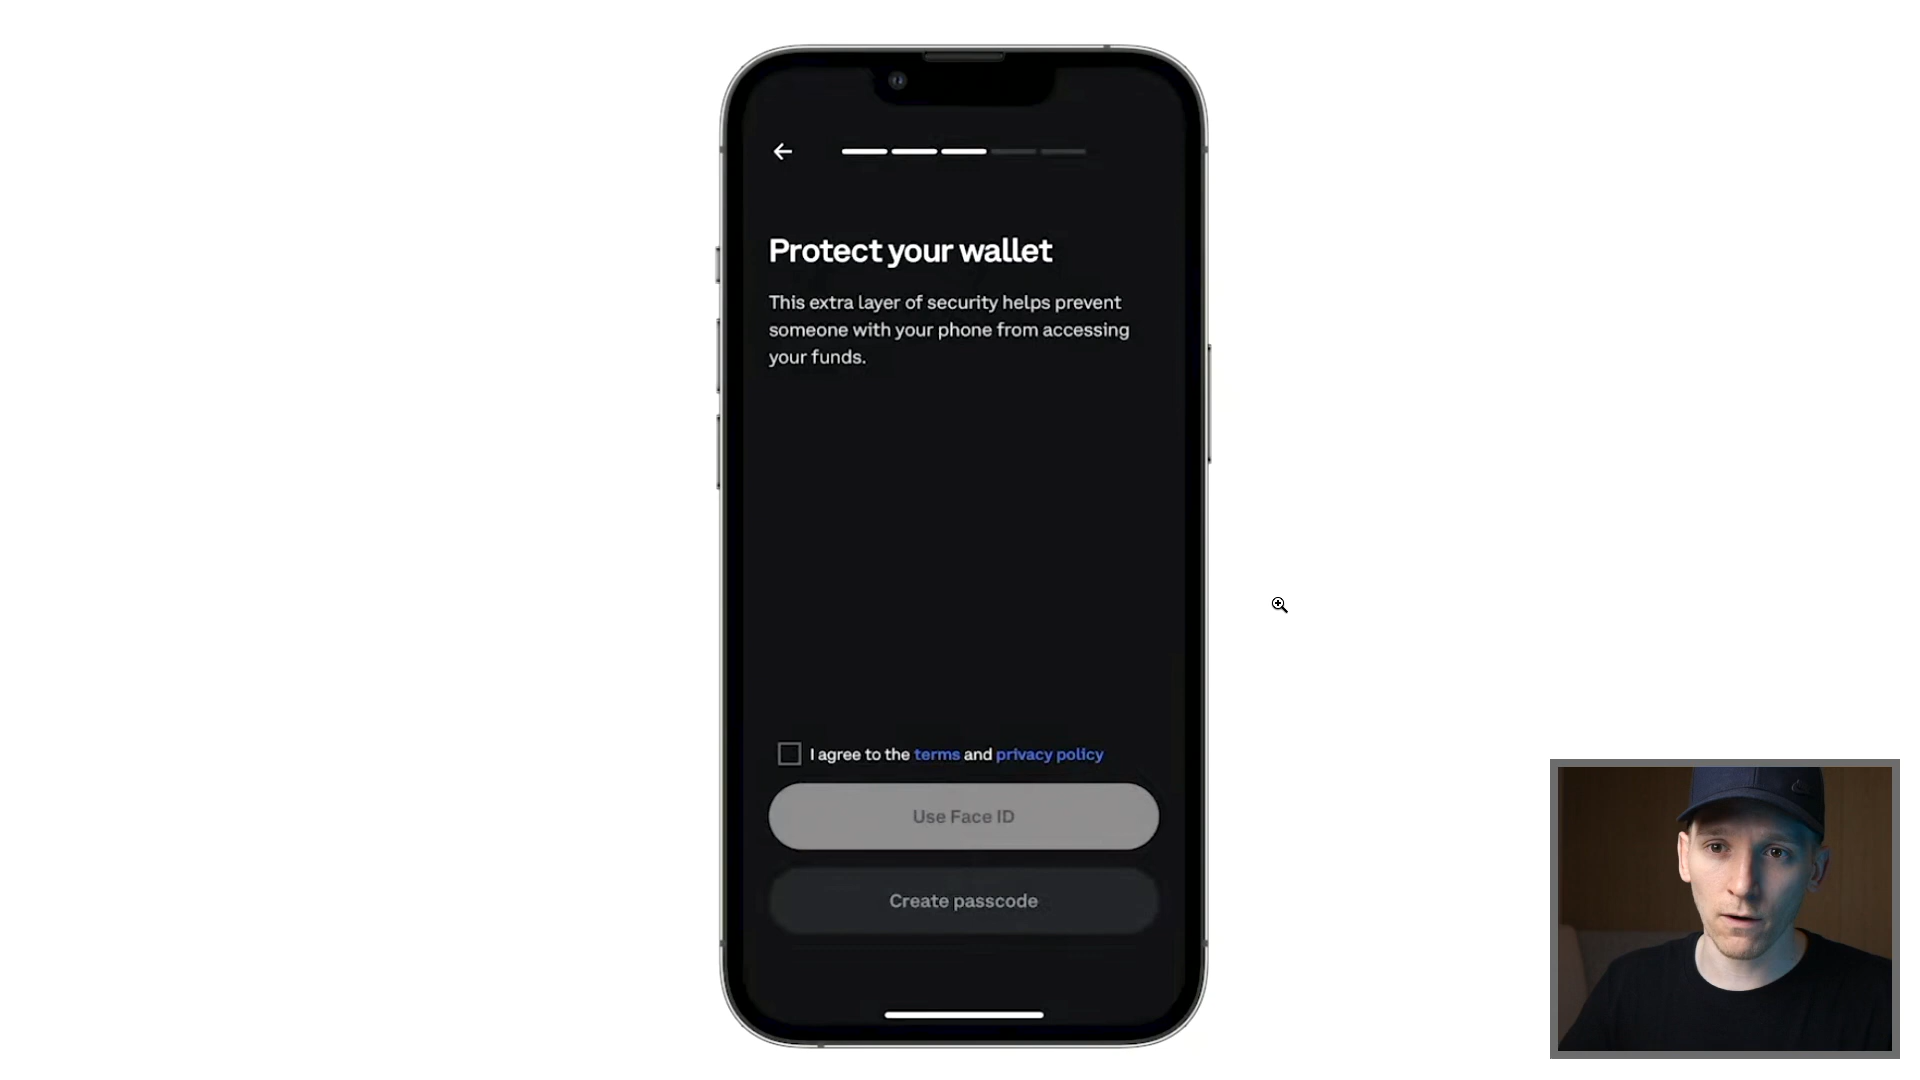 Protect your wallet
This extra layer of security helps prevent
someone with your phone from accessing
your funds.
I agree to the terms and privacy policy
Use Face ID
Create passcode